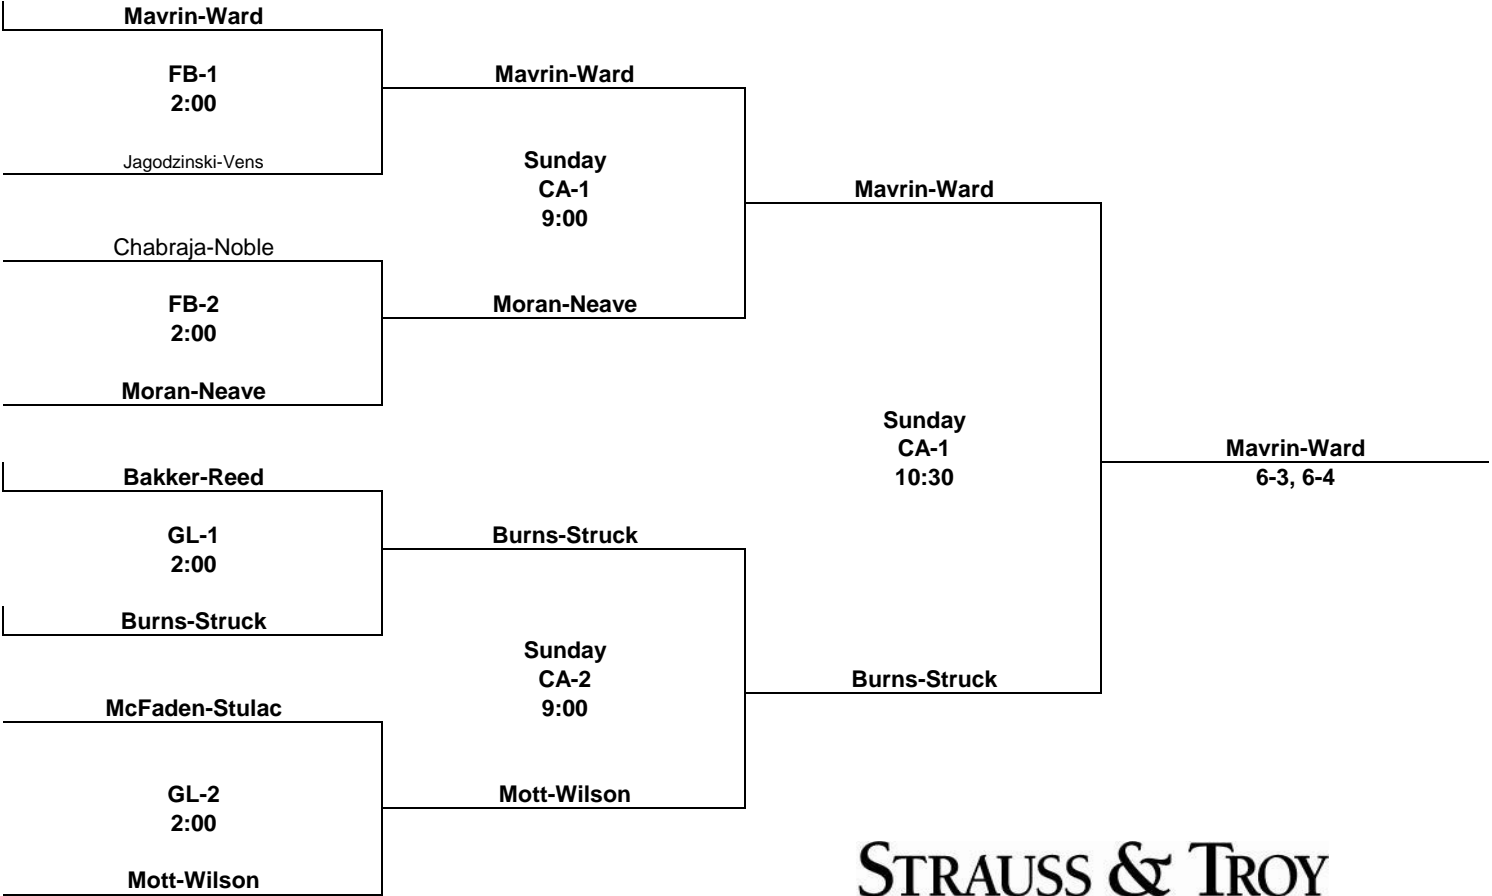 Mavrin-Ward
FB-1
2:00
Jagodzinski-Vens
Chabraja-Noble
FB-2
2:00
Moran-Neave
Bakker-Reed
GL-1
2:00
Burns-Struck
McFaden-Stulac
GL-2
2:00
Mott-Wilson
Mavrin-Ward
Sunday
CA-1
9:00
Moran-Neave
Burns-Struck
Sunday
CA-2
9:00
Mott-Wilson
Mavrin-Ward
Sunday
CA-1
10:30
Burns-Struck
Mavrin-Ward
6-3, 6-4
STRAUSS & TROY